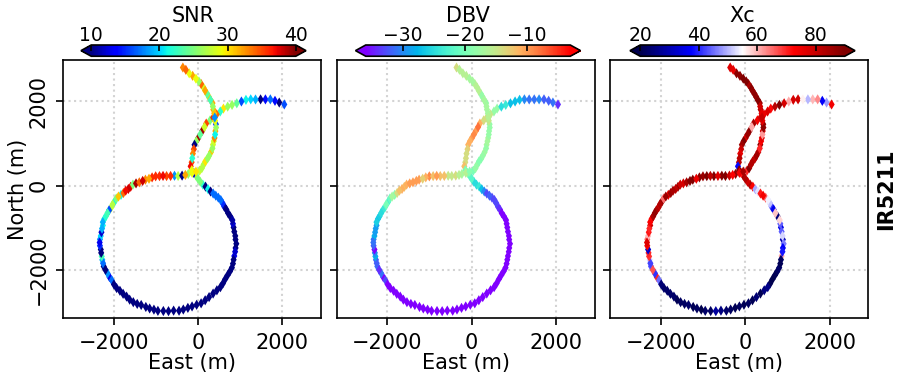 SNR DBV Xc
10 20 30 40 −30 −20 −10 20 40 60 80
2000
0
−2000
North (m)
IR5211
−2000 0 2000 −2000 0 2000 −2000 0 2000
East (m) East (m) East (m)